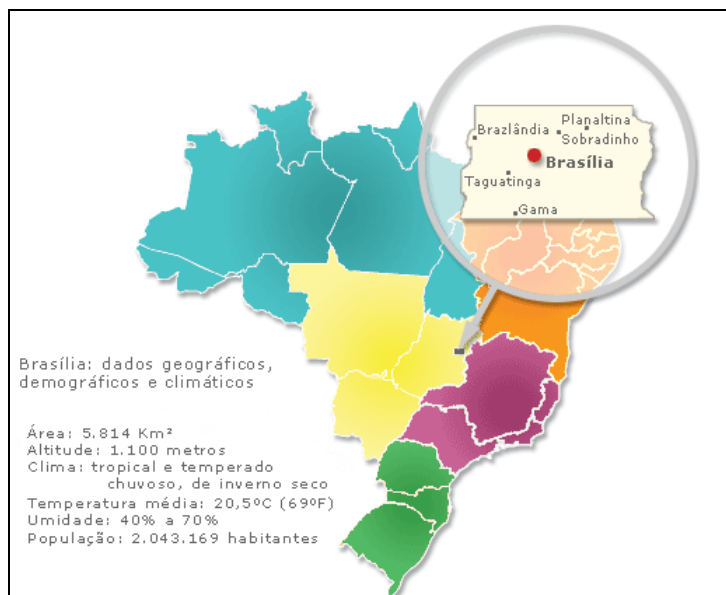 Planaltina
Brazlândia
Sobradinho
Brasília
Taguatinga
Gama
Brasília: dados geográficos,
demográficos e climáticos
Área: 5.814 Km²
Altitude: 1.100 metros
Clima: tropical e temperado
chuvoso, de inverno seco
Temperatura média: 20,5ºC (69ºF)
Umidade: 40% a 70%
População: 2.043.169 habitantes